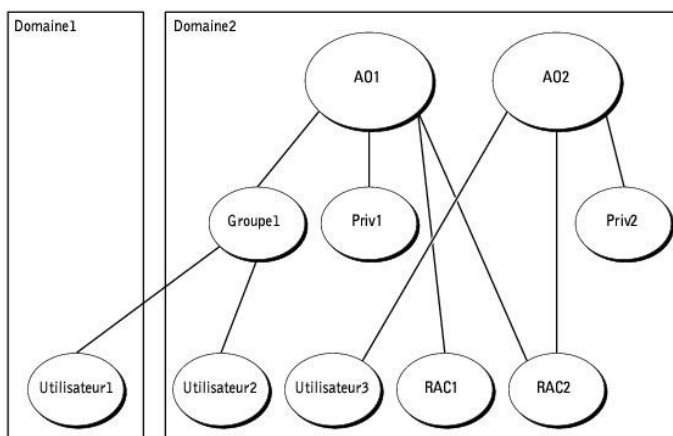 Domaine1
Domaine2
AO1
AO2
Groupe1
Priv1
Priv2
Utilisateur1
Utilisateur2
Utilisateur3
RAC1
RAC2